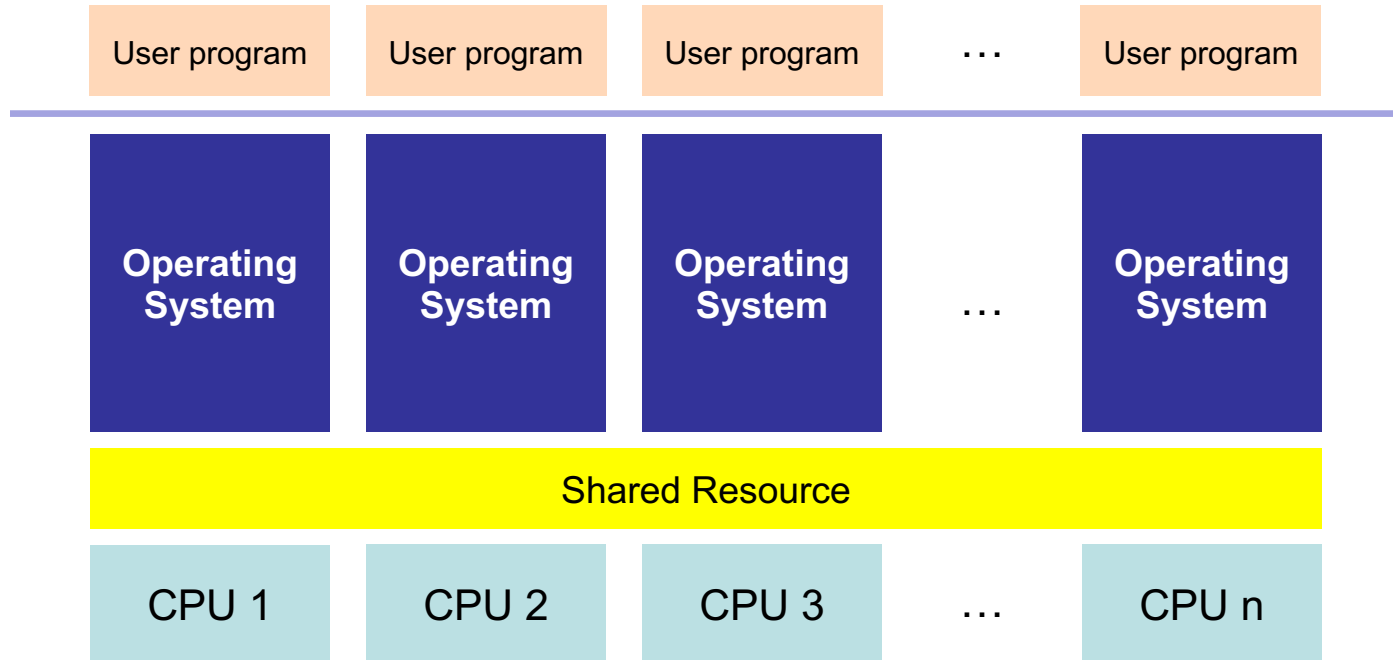 User program
User program
User program
...
User program
Operating
System
Operating
System
Operating
System
...
Operating
System
Shared Resource
CPU 1
CPU 2
CPU 3
...
CPU n